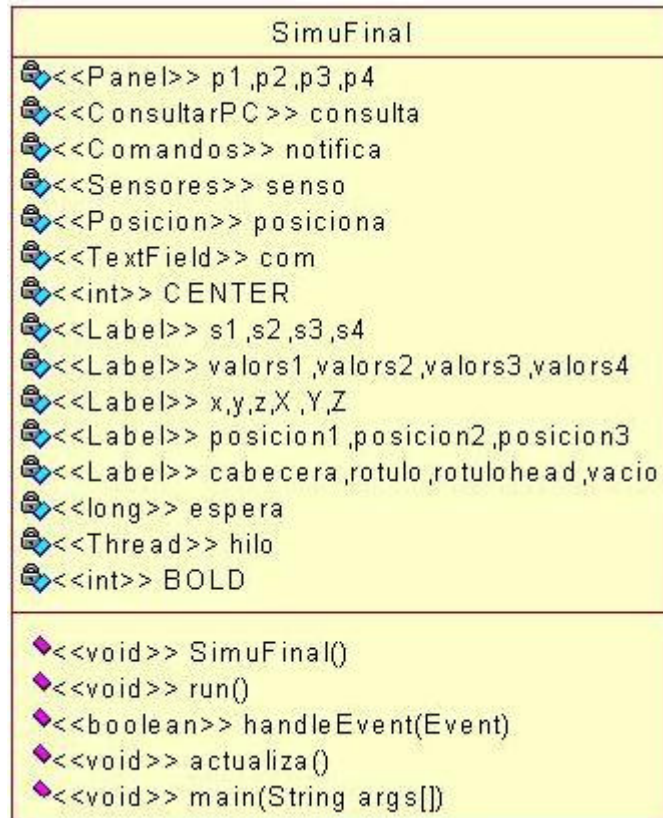 SimuFinal
<<Panel>> p1,p2,p3,p4
<<ConsultarPC>> consulta
<<Comandos>> notifica
<<Sensores>> senso
<<Posicion>> posiciona
<<TextField>> com
<<int>> CENTER
<<Label>> s1,s2,s3,s4
<<Label>> valors1,valors2,valors3,valors4
<<Label>> x,y,z,X,Y,Z
<<Label>> posicion1,posicion2,posicion3
<<Label>> cabecera,rotulo,rotulohead,vacio
<<long>> espera
<<Thread>> hilo
<<int>> BOLD
<<void>> SimuFinal()
<<void>> run()
<<boolean>> handleEvent(Event)
<<void>> actualiza()
<<void>> main(String args[])